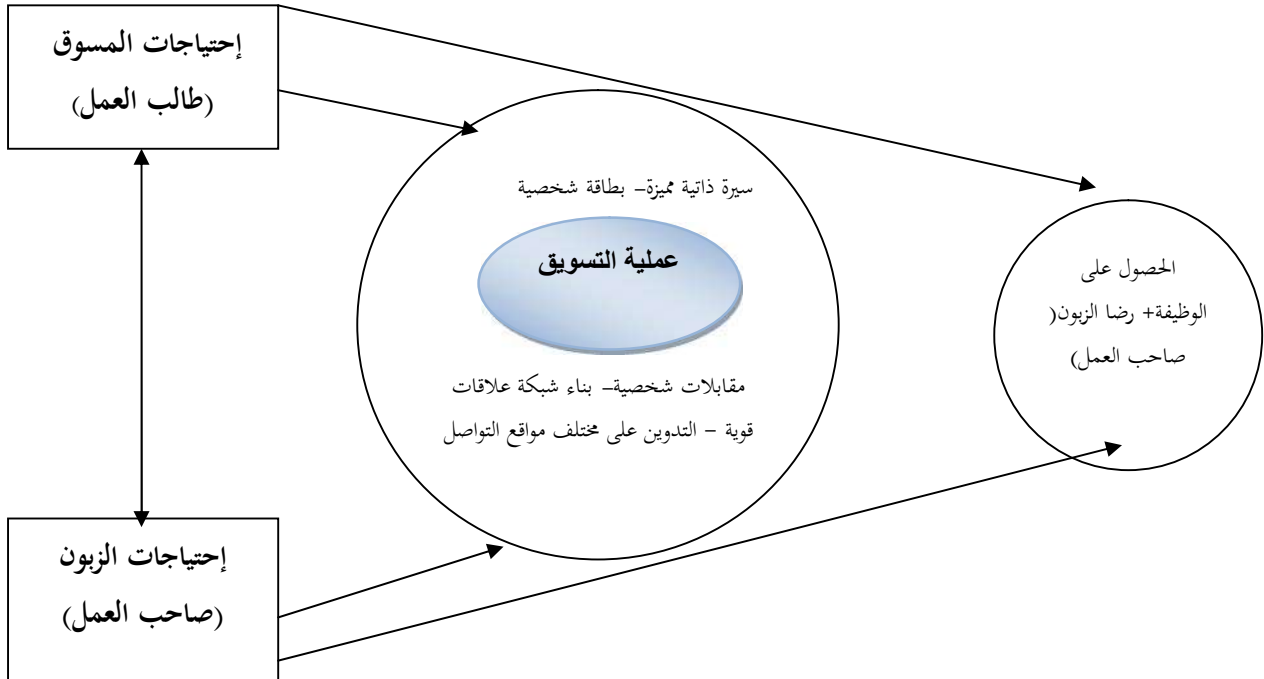 إحتياجات المسوق
(طالب العمل)
سيرة ذاتية مميزة– بطاقة شخصية
عملية التسويق
مقابلات شخصية– بناء شبكة علاقات
قوية – التدوين على مختلف مواقع التواصل
الحصول على
الوظيفة+ رضا الزبون(
صاحب العمل)
إحتياجات الزبون
(صاحب العمل)